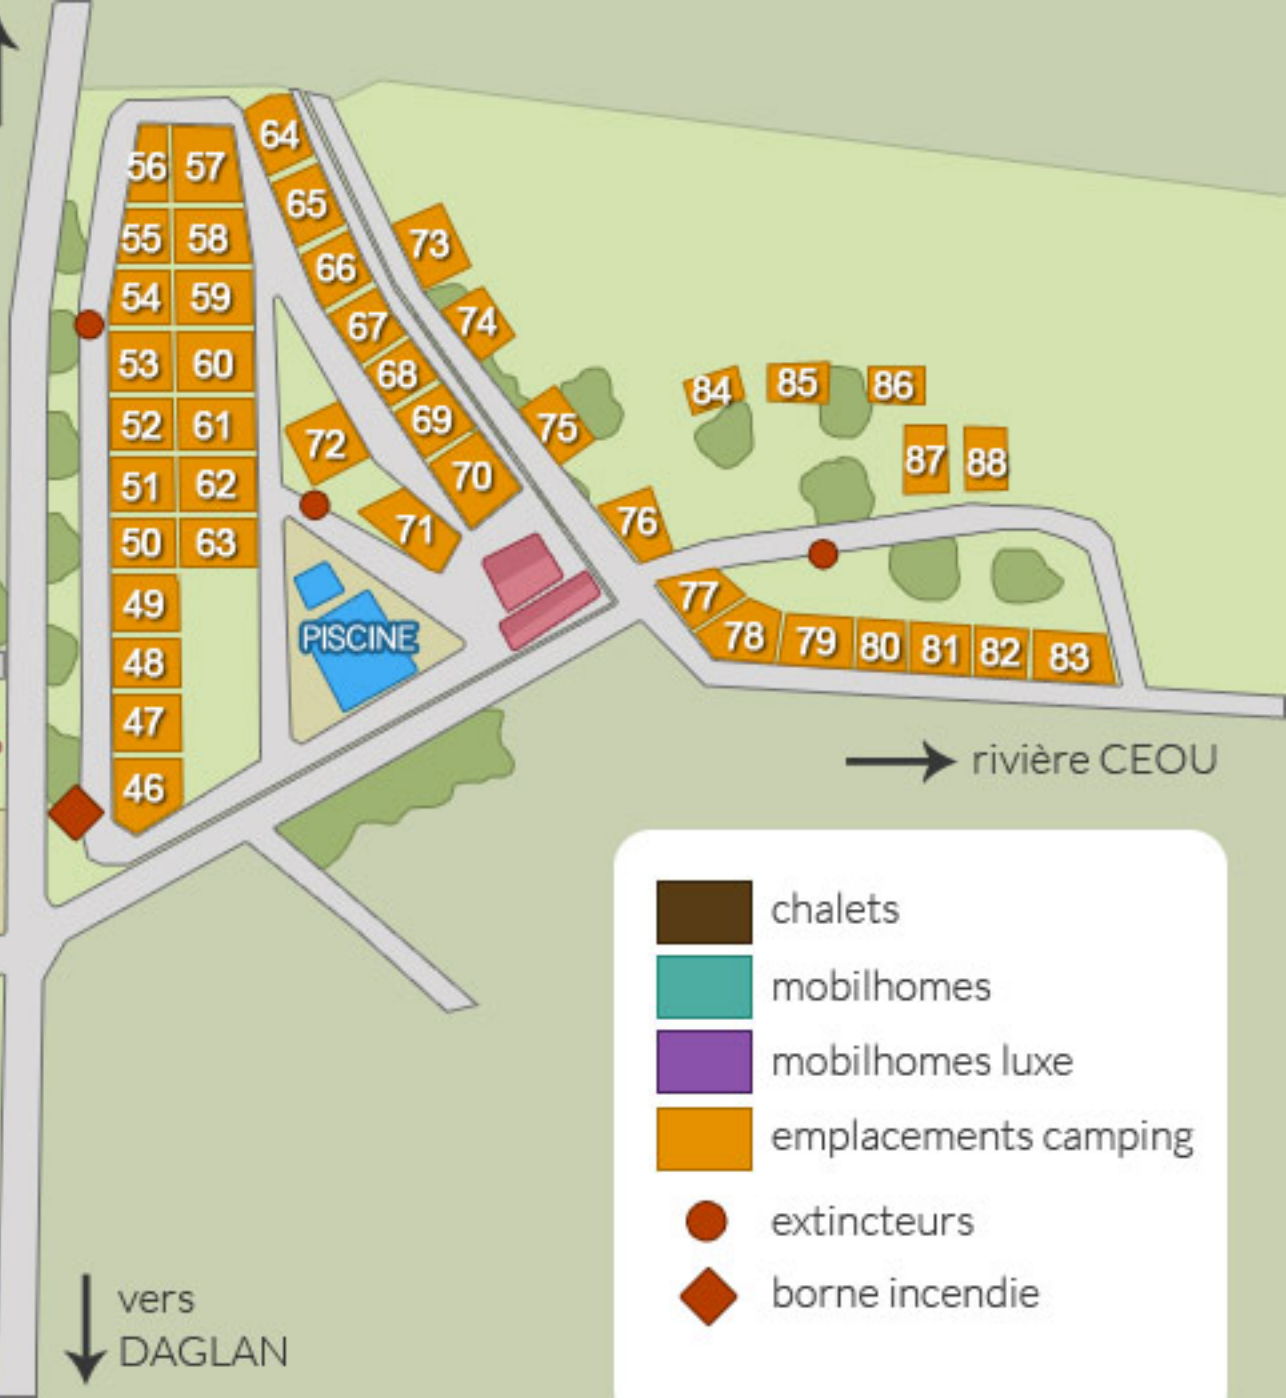 64
56 57
65
55 58
73
66
54 59
67
74
53 60
68
84 85 86
52 61
69
75
72
87 88
70
51 62
76
71
50 63
77
49
PISCINE
78 79 80 81 82 83
48
47
46
rivière CEOU
chalets
mobilhomes
mobilhomes luxe
emplacements camping
extincteurs
borne incendie
vers
DAGLAN